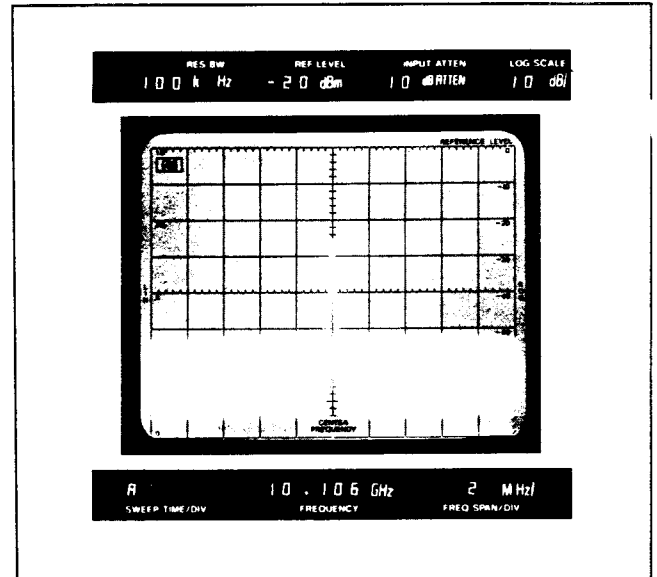 RES BW REF LEVEL INPUT ATTEN LOG SCALE
100 k Hz - 20 dBm 10 dB ATTEN 10 dB/
REFERENCE LEVEL
CENTER
FREQUENCY
A 10.106 GHz 2 MHz/
SWEEP TIME/DIV FREQUENCY FREQ SPAN/DIV